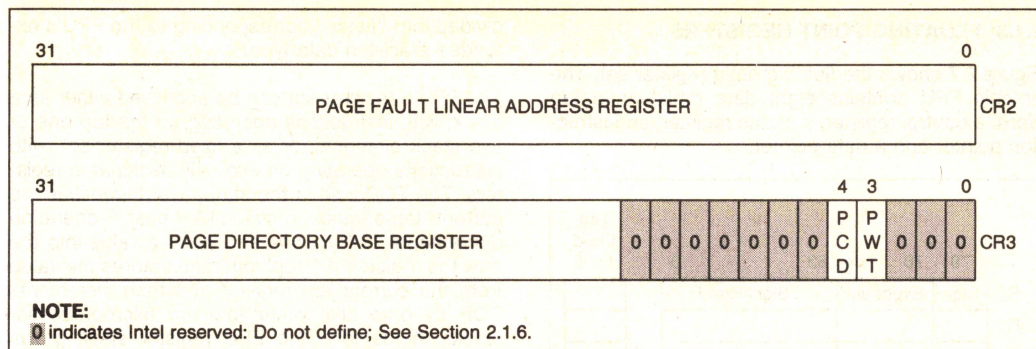 31 0
PAGE FAULT LINEAR ADDRESS REGISTER CR2
31 4 3 0
PAGE DIRECTORY BASE REGISTER 0 0 0 0 0 0 0 PCD PWT 0 0 0 CR3
NOTE:
0 indicates Intel reserved: Do not define; See Section 2.1.6.